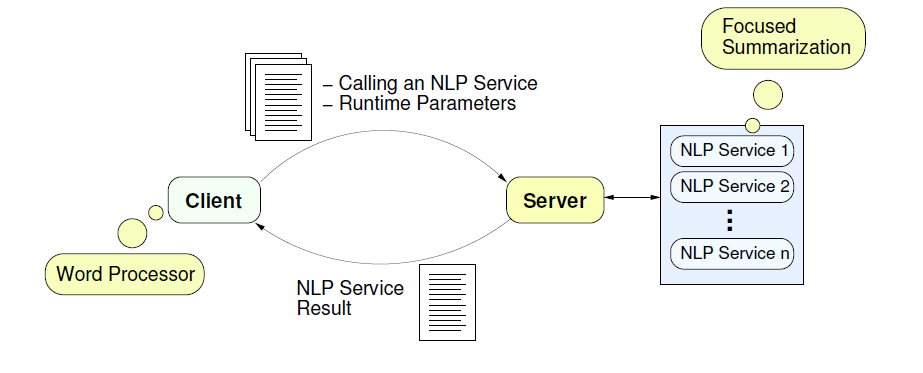 Focused
Summarization
– Calling an NLP Service
– Runtime Parameters
NLP Service 1
NLP Service 2
NLP Service n
Client
Server
Word Processor
NLP Service
Result